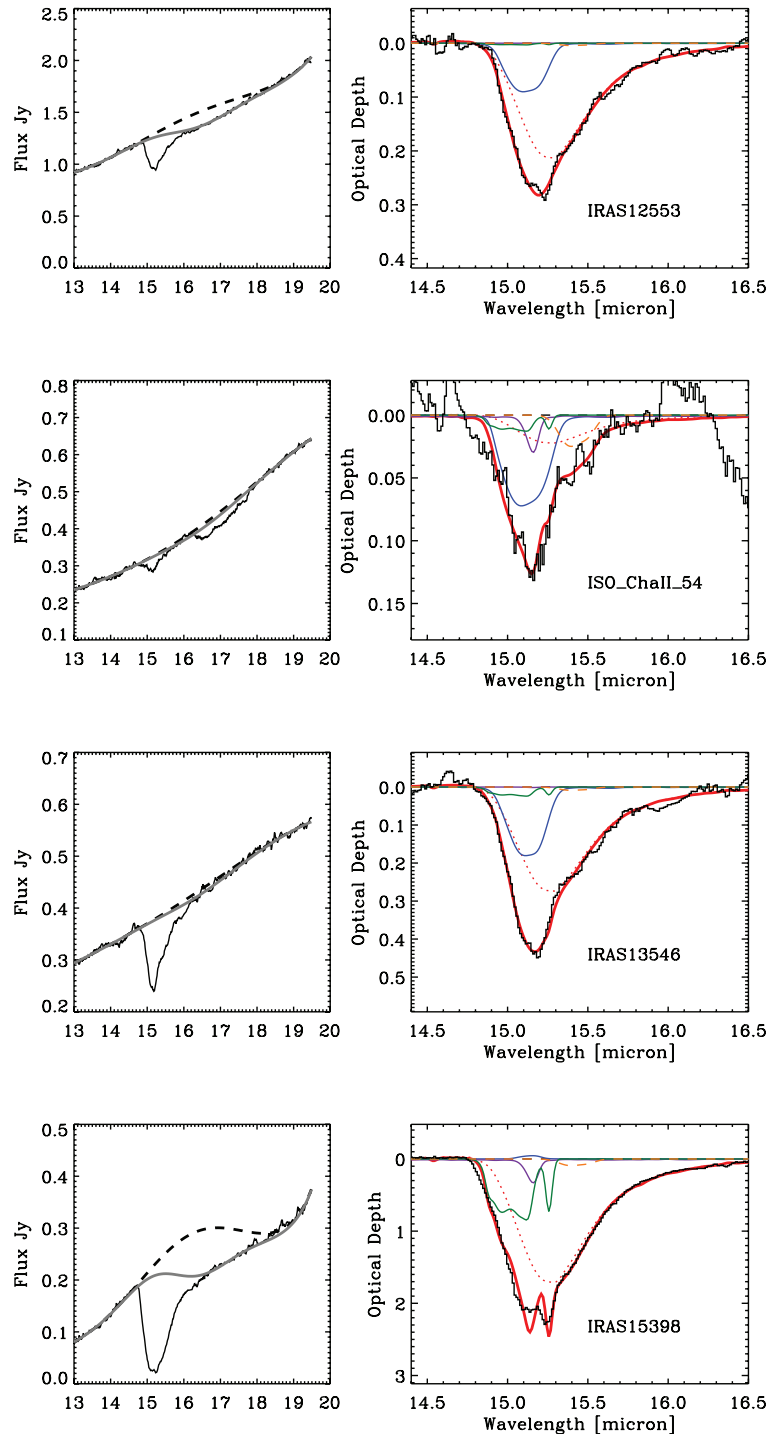 Flux Jy
2.5
2.0
1.5
1.0
0.5
0.0
13 14 15 16 17 18 19 20
Optical Depth
0.0
0.1
0.2
0.3
0.4
IRAS12553
14.5 15.0 15.5 16.0 16.5
Wavelength [micron]
Flux Jy
0.8
0.7
0.6
0.5
0.4
0.3
0.2
0.1
13 14 15 16 17 18 19 20
Optical Depth
0.00
0.05
0.10
0.15
ISO_ChaII_54
14.5 15.0 15.5 16.0 16.5
Wavelength [micron]
Flux Jy
0.7
0.6
0.5
0.4
0.3
0.2
13 14 15 16 17 18 19 20
Optical Depth
0.0
0.1
0.2
0.3
0.4
0.5
IRAS13546
14.5 15.0 15.5 16.0 16.5
Wavelength [micron]
Flux Jy
0.5
0.4
0.3
0.2
0.1
0.0
13 14 15 16 17 18 19 20
Optical Depth
0
1
2
3
IRAS15398
14.5 15.0 15.5 16.0 16.5
Wavelength [micron]